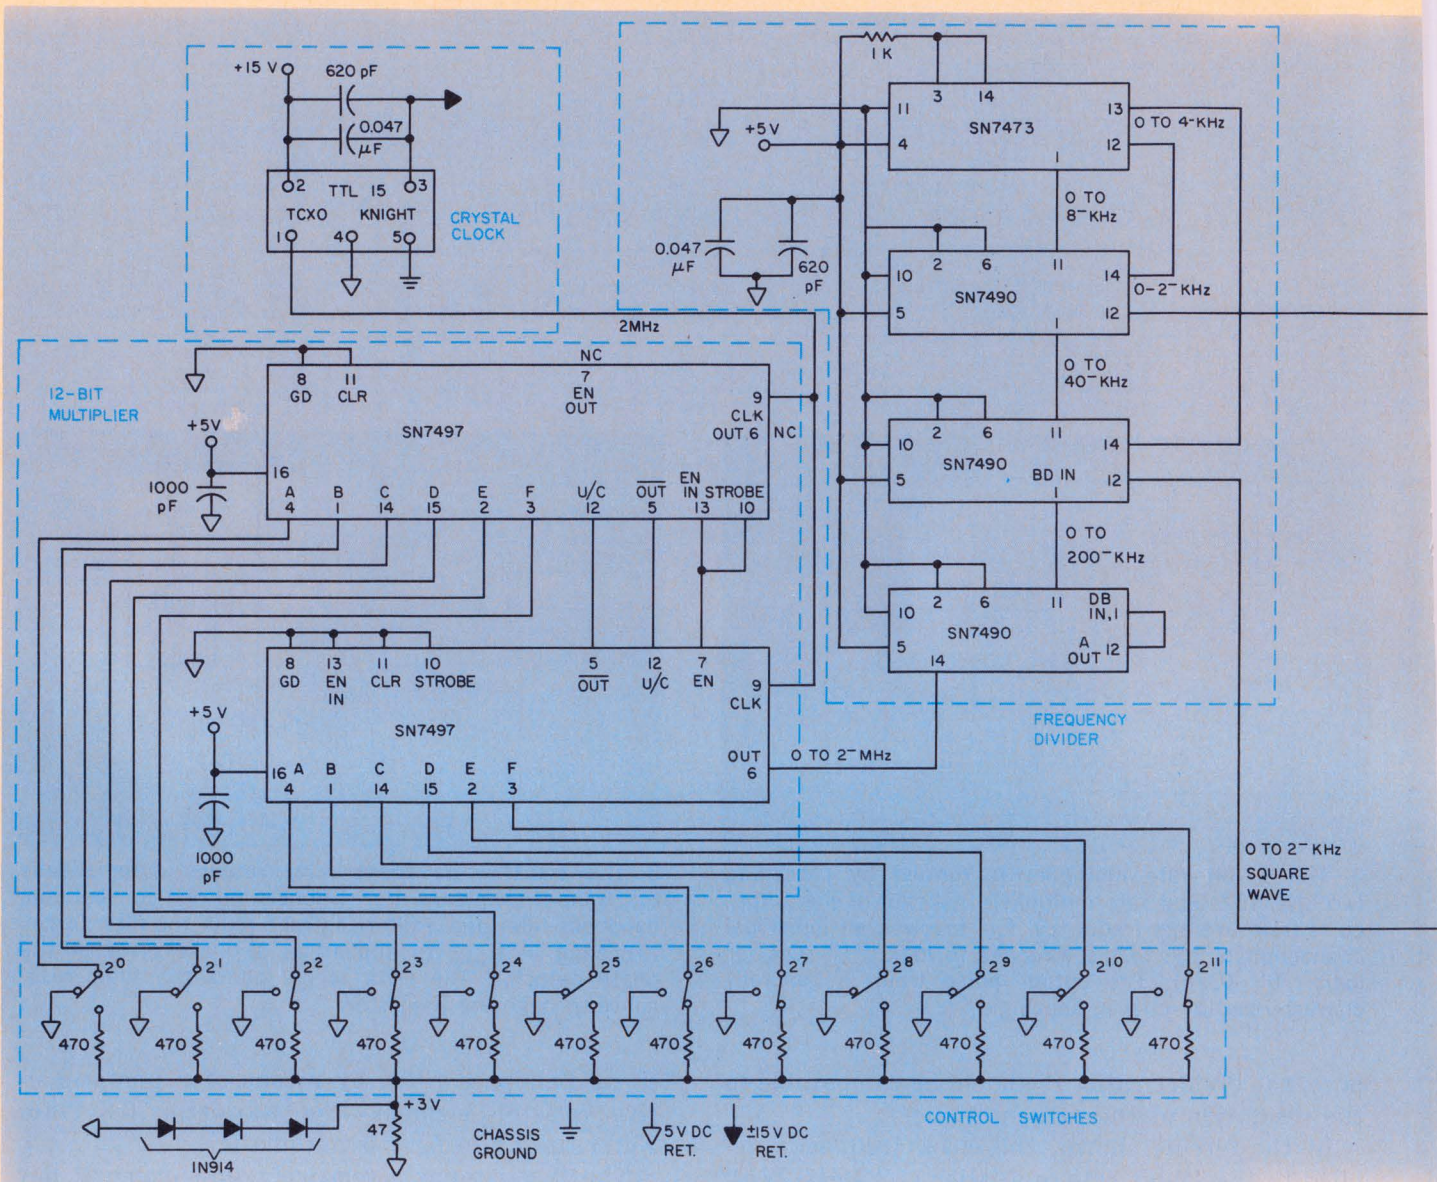 +15 V
620 pF
0.047
μF
2 TTL 15 3
TCXO KNIGHT
1 4 5
CRYSTAL
CLOCK
1 K
3 14
11 SN7473 13
0 TO 4-KHz
+5V
4 12
1
0 TO
8-KHz
0.047
μF
620
pF
2 6 11
10 14
SN7490
0-2-KHz
5 12
1
2MHz
0 TO
40-KHz
12-BIT
MULTIPLIER
NC
8 11 7
GD CLR EN
OUT
9
CLK
OUT 6 NC
SN7497
+5V
16
1000
pF
EN
A B C D E F U/C OUT IN STROBE
4 1 14 15 2 3 12 5 13 10
2 6 11
10 14
SN7490
BD IN
5 12
1
0 TO
200-KHz
2 6 11 DB
IN,1
10
SN7490
A
OUT 12
5
14
FREQUENCY
DIVIDER
8 13 11 10 5 12 7
GD EN CLR STROBE OUT U/C EN
IN
9
CLK
+5 V
SN7497
OUT
6
0 TO 2-MHz
16 A B C D E F
4 1 14 15 2 3
1000
pF
0 TO 2-KHz
SQUARE
WAVE
2⁰ 2¹ 2² 2³ 2⁴ 2⁵ 2⁶ 2⁷ 2⁸ 2⁹ 2¹⁰ 2¹¹
470 470 470 470 470 470 470 470 470 470 470 470
+3 V
47
1N914
CONTROL SWITCHES
CHASSIS
GROUND
5 V DC
RET.
±15 V DC
RET.